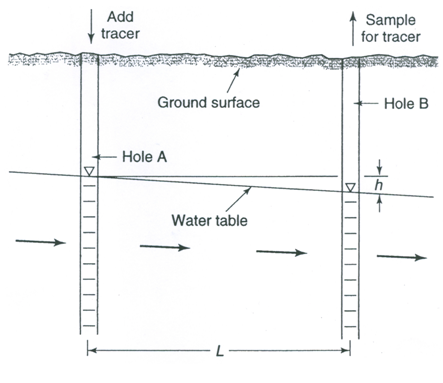 Add
tracer
Sample
for tracer
Ground surface
Hole B
Hole A
h
Water table
L